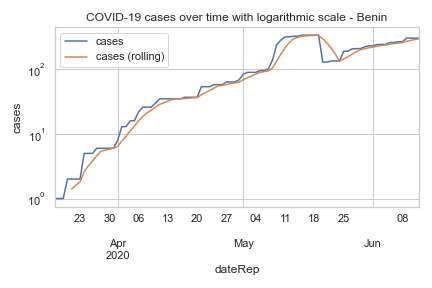 COVID-19 cases over time with logarithmic scale - Benin
cases
cases (rolling)
10²
10¹
10⁰
cases
23 30 06 13 20 27 04 11 18 25 08
Apr May Jun
2020
dateRep